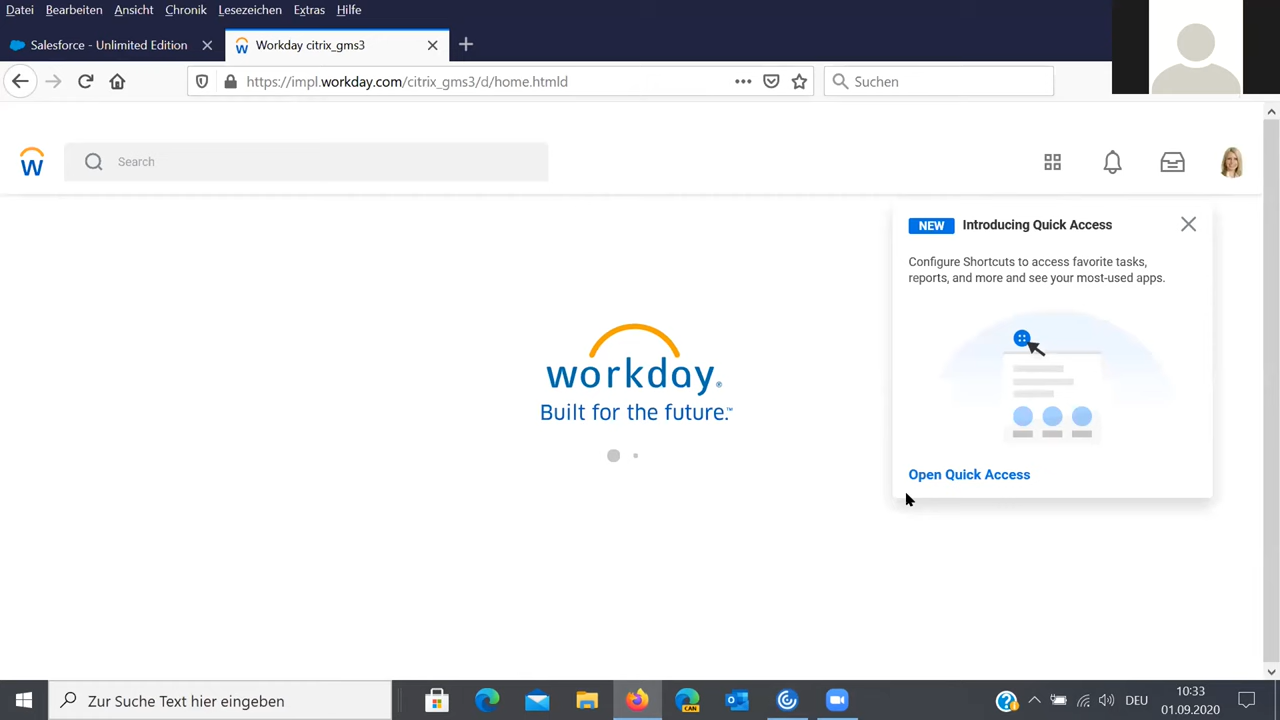 Datei Bearbeiten Ansicht Chronik Lesezeichen Extras Hilfe
Salesforce - Unlimited Edition
Workday citrix_gms3
https://impl.workday.com/citrix_gms3/d/home.htmld
Suchen
W
Search
NEW Introducing Quick Access
Configure Shortcuts to access favorite tasks,
reports, and more and see your most-used apps.
workday®
Built for the future.™
Open Quick Access
Zur Suche Text hier eingeben
CAN
DEU
10:33
01.09.2020